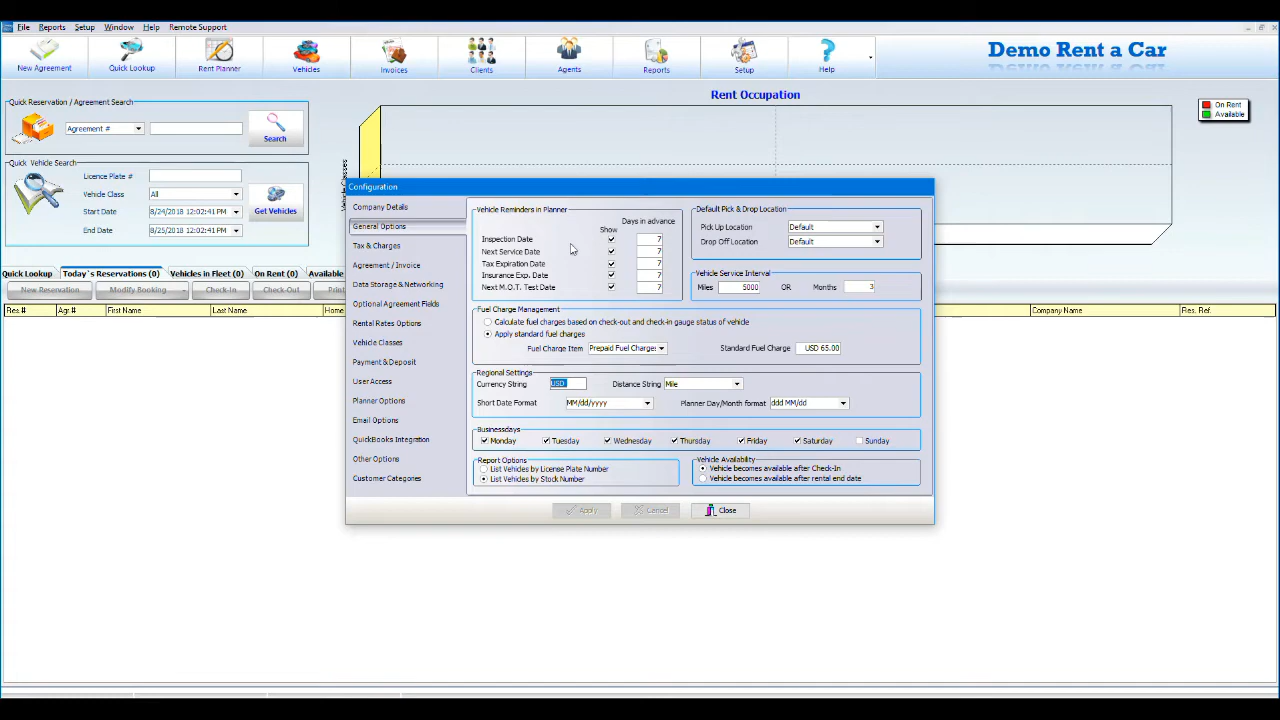 File Reports Setup Window Help Remote Support
New Agreement Quick Lookup Rent Planner Vehicles Invoices Clients Agents Reports Setup Help
Demo Rent a Car
Quick Reservation / Agreement Search
Agreement #
Search
Quick Vehicle Search
Licence Plate #
Vehicle Class All
Start Date 8/24/2018 12:02:41 PM
End Date 8/25/2018 12:02:41 PM
Get Vehicles
Rent Occupation
On Rent
Available
Quick Lookup Today's Reservations (0) Vehicles in Fleet (0) On Rent (0) Available
New Reservation Modify Booking Check-In Check-Out Print
Res.# Agr.# First Name Last Name Home Company Name Res. Ref.
Configuration
Company Details
General Options
Tax & Charges
Agreement / Invoice
Data Storage & Networking
Optional Agreement Fields
Rental Rates Options
Vehicle Classes
Payment & Deposit
User Access
Planner Options
Email Options
QuickBooks Integration
Other Options
Customer Categories
Vehicle Reminders in Planner
Show Days in advance
Inspection Date 7
Next Service Date 7
Tax Expiration Date 7
Insurance Exp. Date 7
Next M.O.T. Test Date 7
Default Pick & Drop Location
Pick Up Location Default
Drop Off Location Default
Vehicle Service Interval
Miles 5000 OR Months 3
Fuel Charge Management
Calculate fuel charges based on check-out and check-in gauge status of vehicle
Apply standard fuel charges
Fuel Charge Item Prepaid Fuel Charge: Standard Fuel Charge USD 65.00
Regional Settings
Currency String USD Distance String Mile
Short Date Format MM/dd/yyyy Planner Day/Month format ddd MM/dd
Businessdays
Monday Tuesday Wednesday Thursday Friday Saturday Sunday
Report Options
List Vehicles by License Plate Number
List Vehicles by Stock Number
Vehicle Availability
Vehicle becomes available after Check-In
Vehicle becomes available after rental end date
Apply Cancel Close